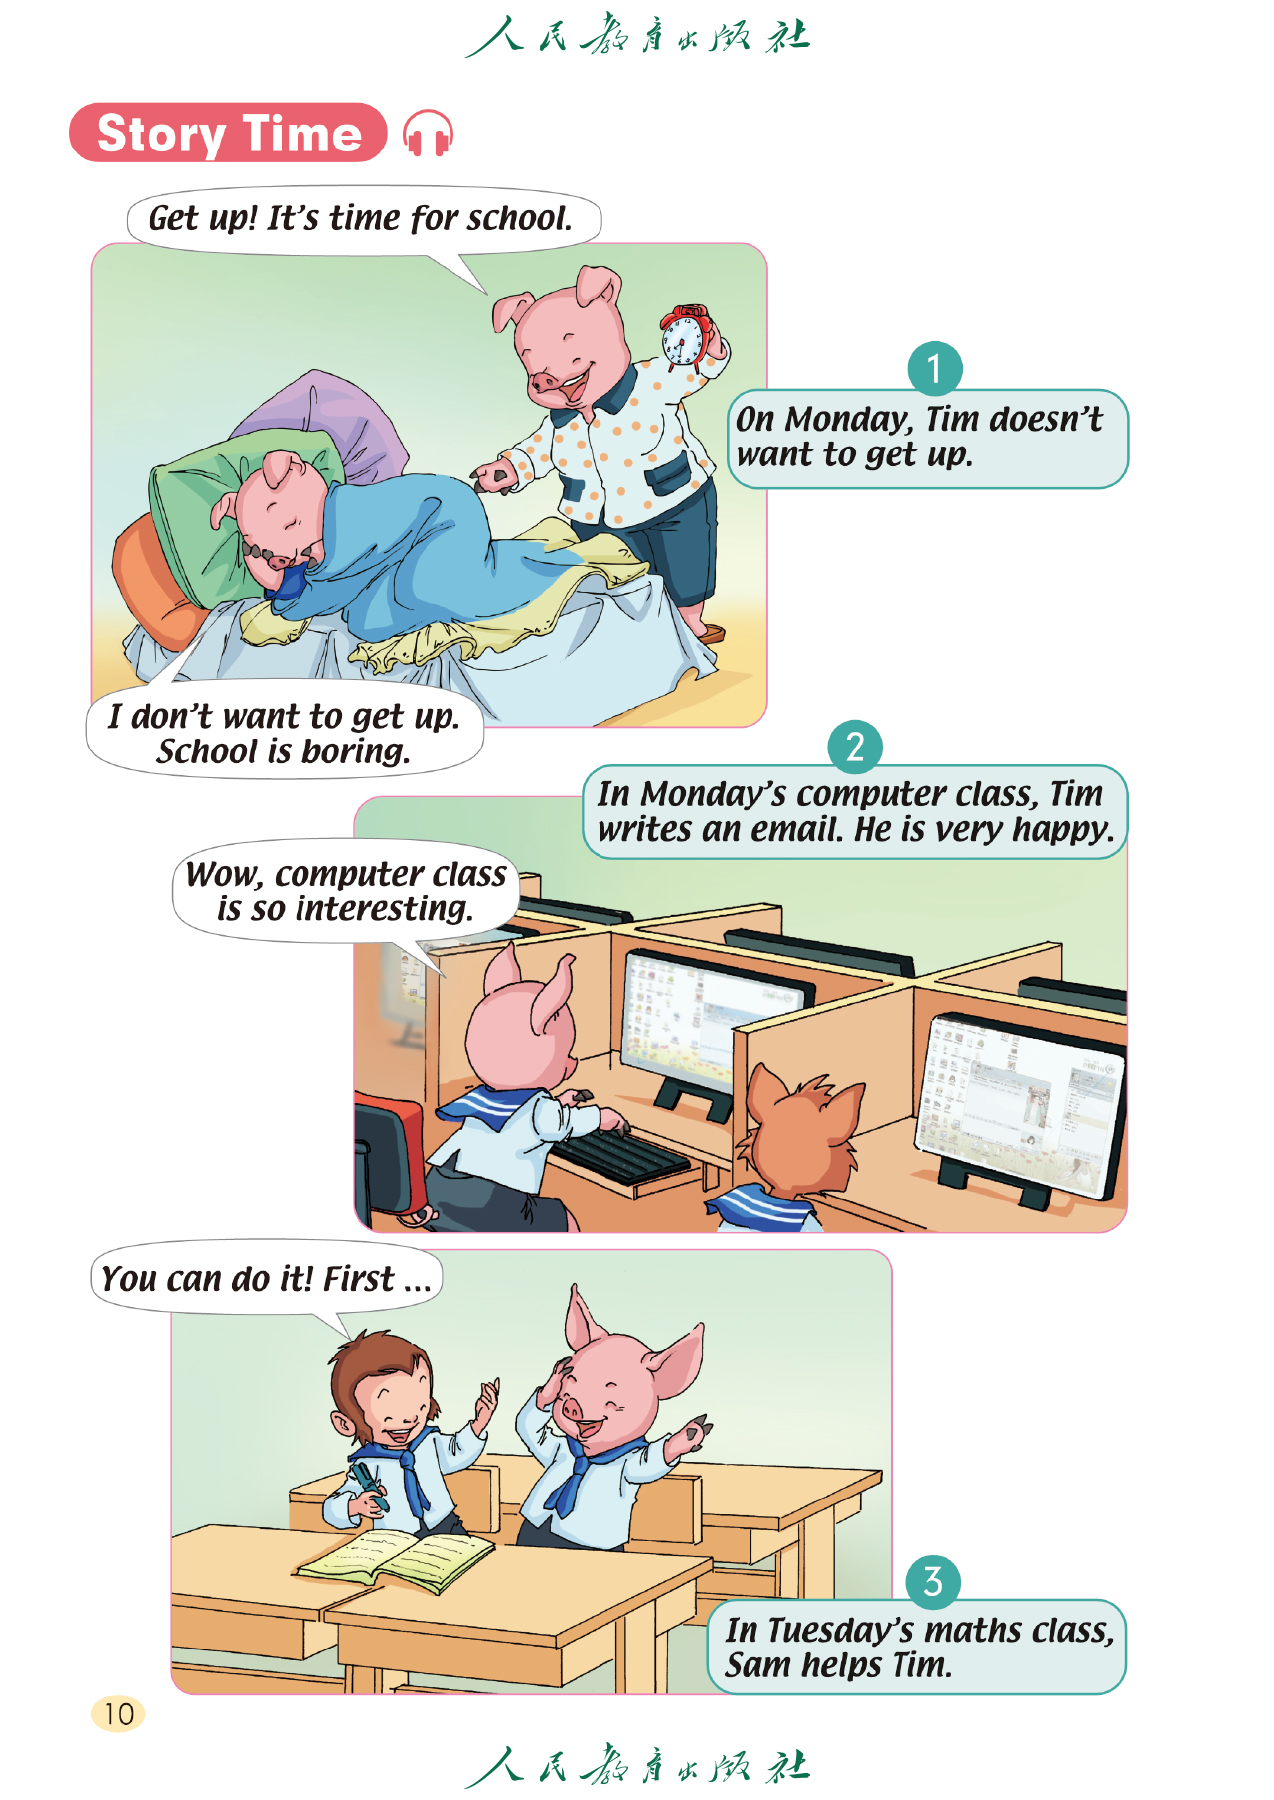 人民教育出版社
Story Time
Get up! It's time for school.
1
On Monday, Tim doesn't
want to get up.
I don't want to get up.
School is boring.
2
In Monday's computer class, Tim
writes an email. He is very happy.
Wow, computer class
is so interesting.
You can do it! First ...
3
In Tuesday's maths class,
Sam helps Tim.
10
人民教育出版社